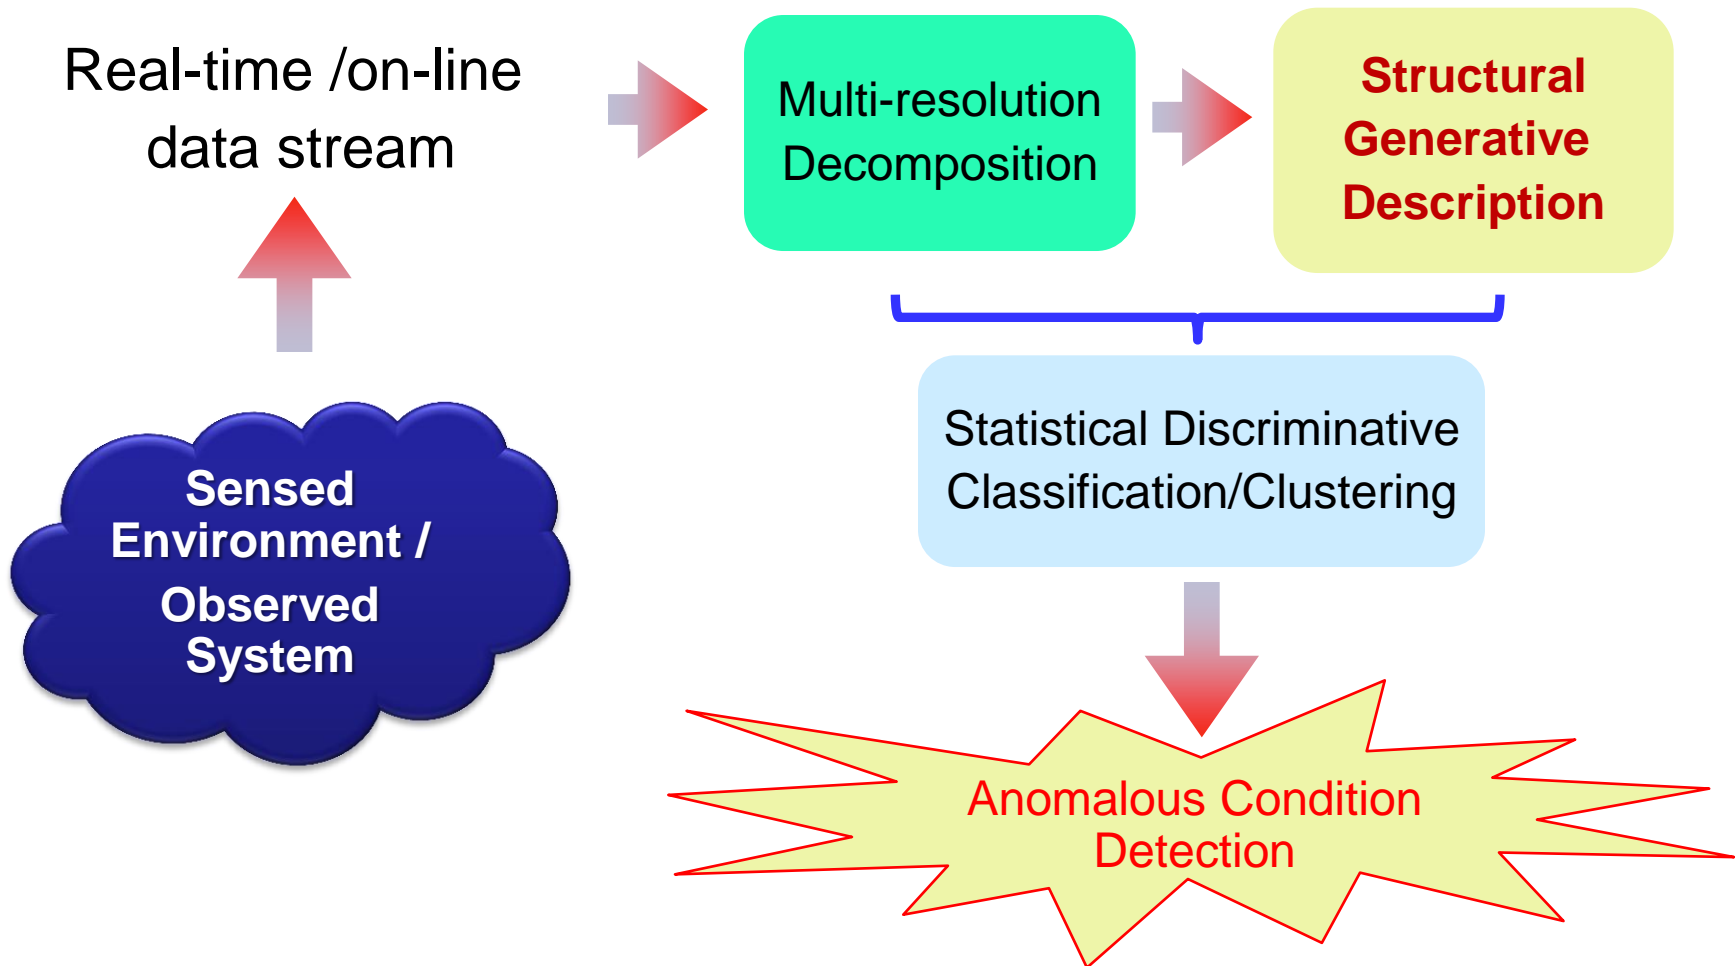 Real-time /on-line
data stream
Multi-resolution
Decomposition
Structural
Generative
Description
Statistical Discriminative
Classification/Clustering
Sensed
Environment /
Observed
System
Anomalous Condition
Detection